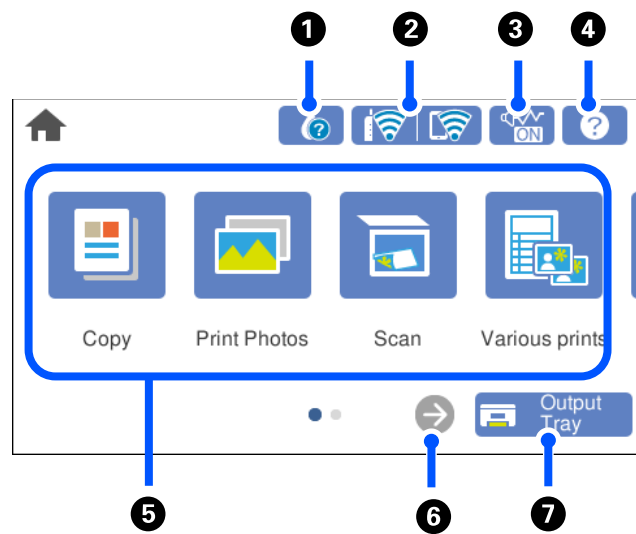 1 2 3 4
? ON ?
Copy Print Photos Scan Various prints
Output
Tray
5 6 7